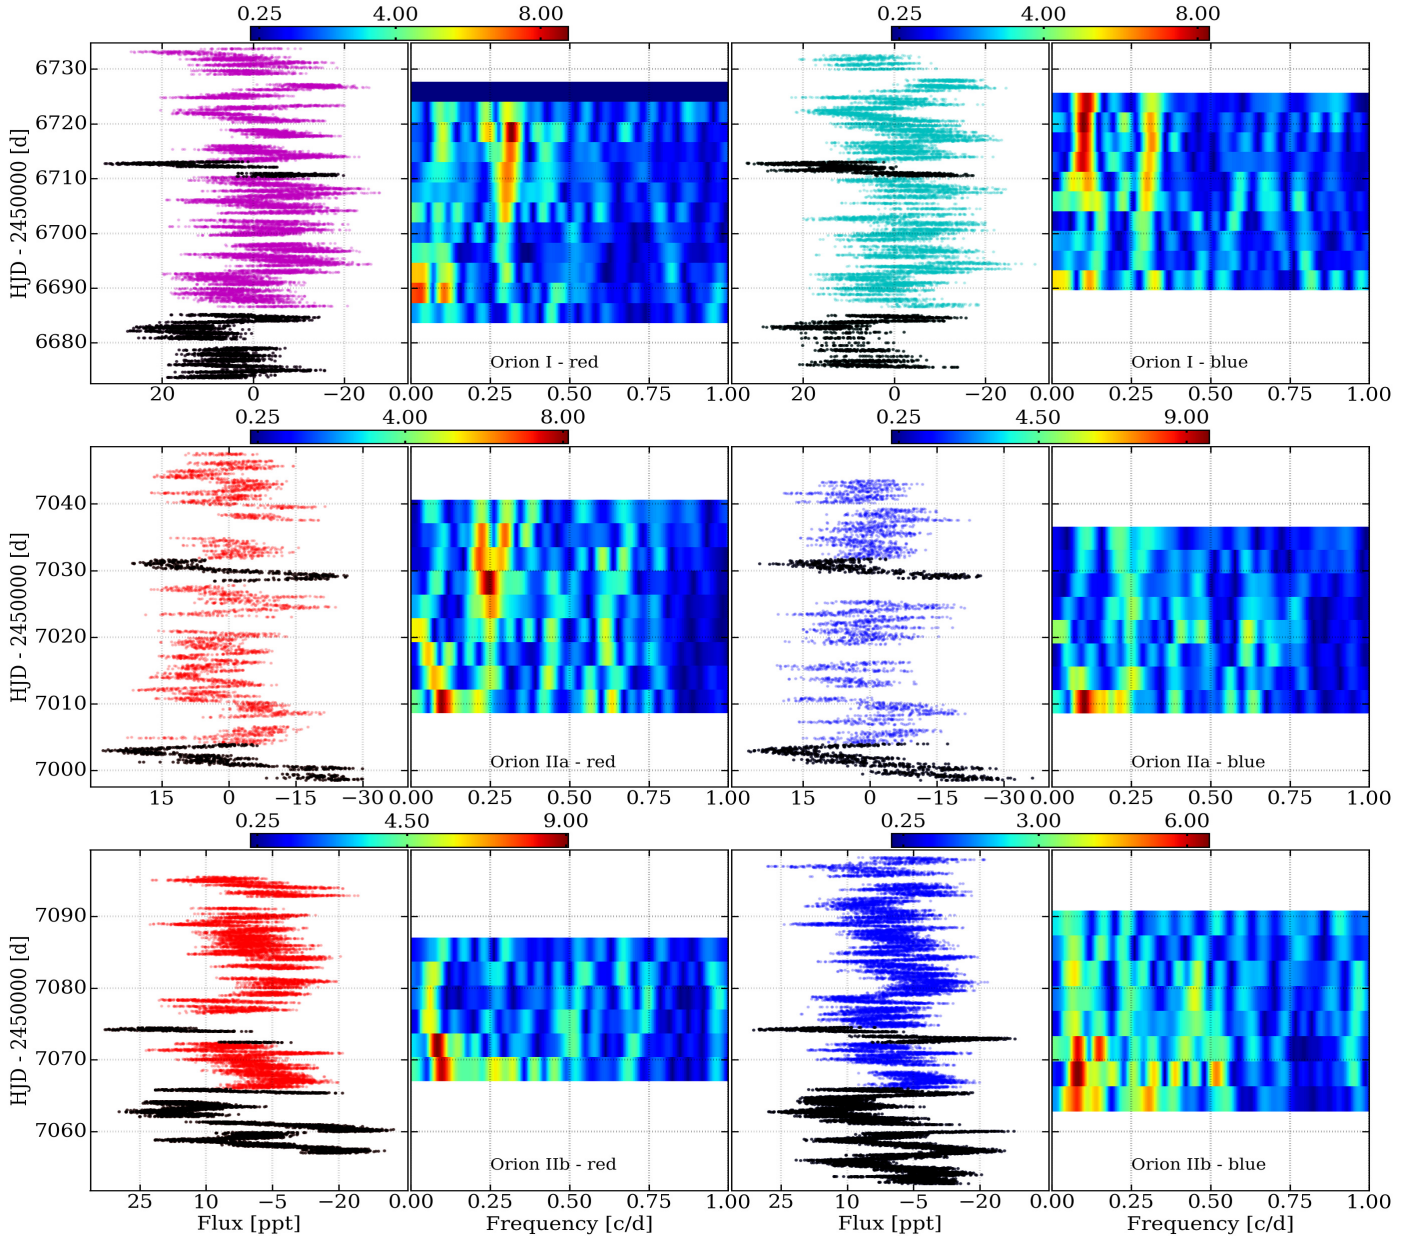 0.25 4.00 8.00 0.25 4.00 8.00
HJD - 2450000 [d]
6730
6720
6710
6700
6690
6680
Orion I - red
Orion I - blue
20 0 −20 0.00 0.25 0.50 0.75 1.00 20 0 −20 0.00 0.25 0.50 0.75 1.00
0.25 4.00 8.00 0.25 4.50 9.00
HJD - 2450000 [d]
7040
7030
7020
7010
7000
Orion IIa - red
Orion IIa - blue
15 0 −15 −30 0.00 0.25 0.50 0.75 1.00 15 0 −15 −30 0.00 0.25 0.50 0.75 1.00
0.25 4.50 9.00 0.25 3.00 6.00
HJD - 2450000 [d]
7090
7080
7070
7060
Orion IIb - red
Orion IIb - blue
25 10 −5 −20 0.00 0.25 0.50 0.75 1.00 25 10 −5 −20 0.00 0.25 0.50 0.75 1.00
Flux [ppt] Frequency [c/d] Flux [ppt] Frequency [c/d]